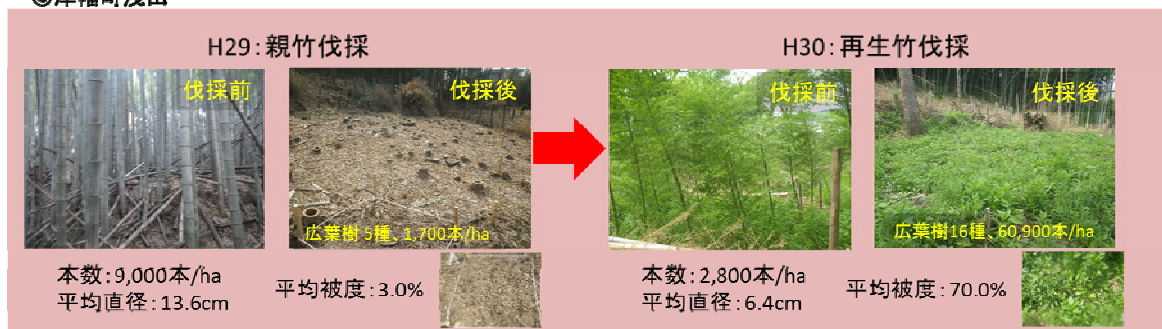 H29：親竹伐採
伐採前
伐採後
広葉樹 5種、1,700本/ha
本数：9,000本/ha
平均直径：13.6cm
平均被度：3.0%
H30：再生竹伐採
伐採前
伐採後
広葉樹16種、60,900本/ha
本数：2,800本/ha
平均直径：6.4cm
平均被度：70.0%